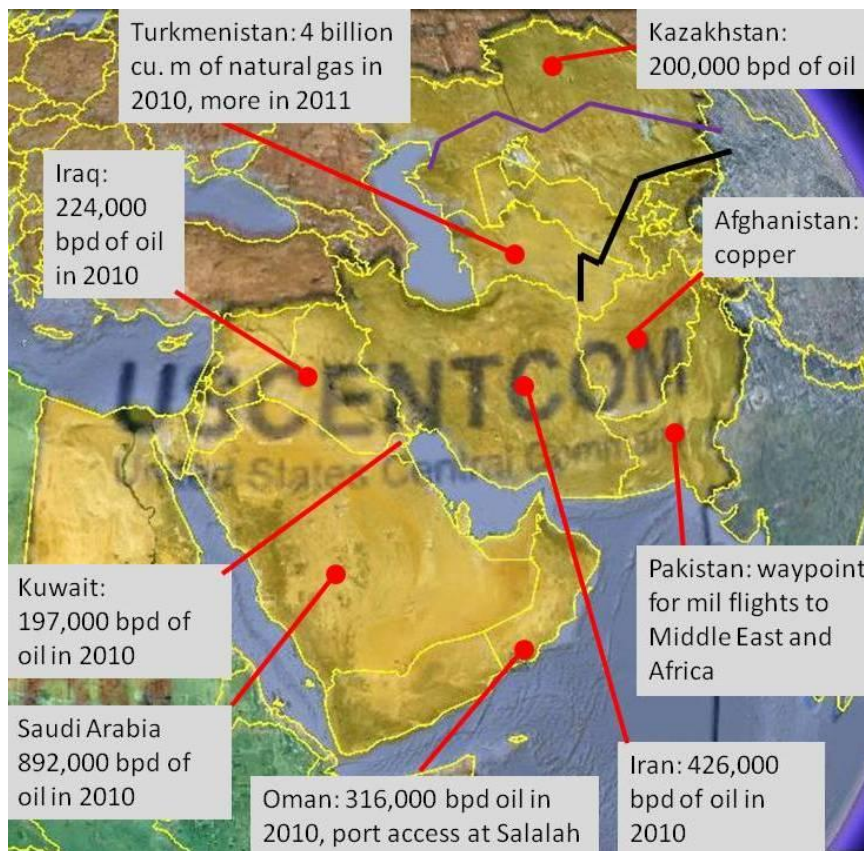 Turkmenistan: 4 billion
cu. m of natural gas in
2010, more in 2011
Kazakhstan:
200,000 bpd of oil
Iraq:
224,000
bpd of oil
in 2010
Afghanistan:
copper
USCENTCOM
United States Central Command
Kuwait:
197,000 bpd of
oil in 2010
Pakistan: waypoint
for mil flights to
Middle East and
Africa
Saudi Arabia
892,000 bpd of
oil in 2010
Oman: 316,000 bpd oil in
2010, port access at Salalah
Iran: 426,000
bpd of oil in
2010